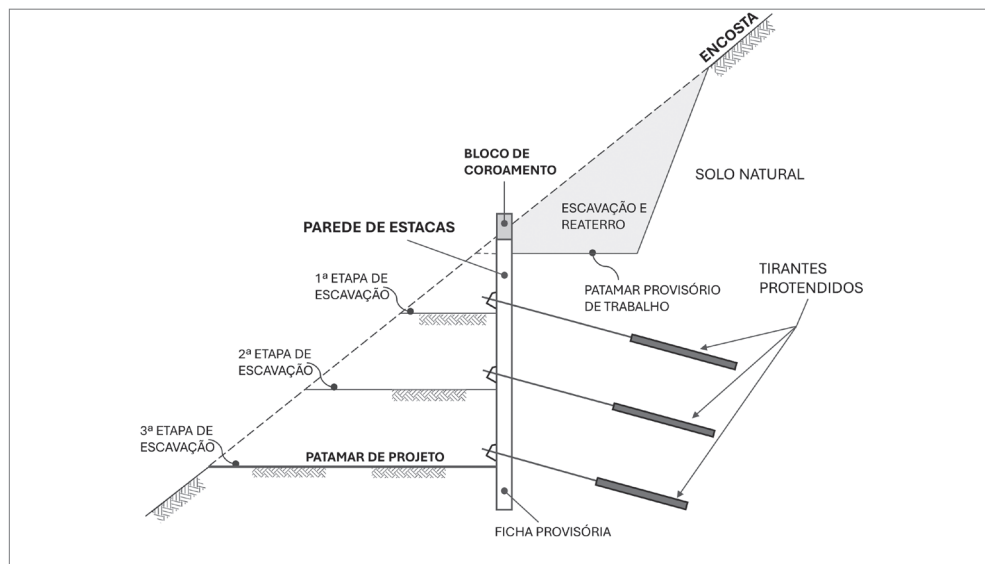 ENCOSTA
BLOCO DE
COROAMENTO
SOLO NATURAL
ESCAVAÇÃO E
REATERRO
PAREDE DE ESTACAS
TIRANTES
PROTENDIDOS
1ª ETAPA DE
ESCAVAÇÃO
PATAMAR PROVISÓRIO
DE TRABALHO
2ª ETAPA DE
ESCAVAÇÃO
3ª ETAPA DE
ESCAVAÇÃO
PATAMAR DE PROJETO
FICHA PROVISÓRIA